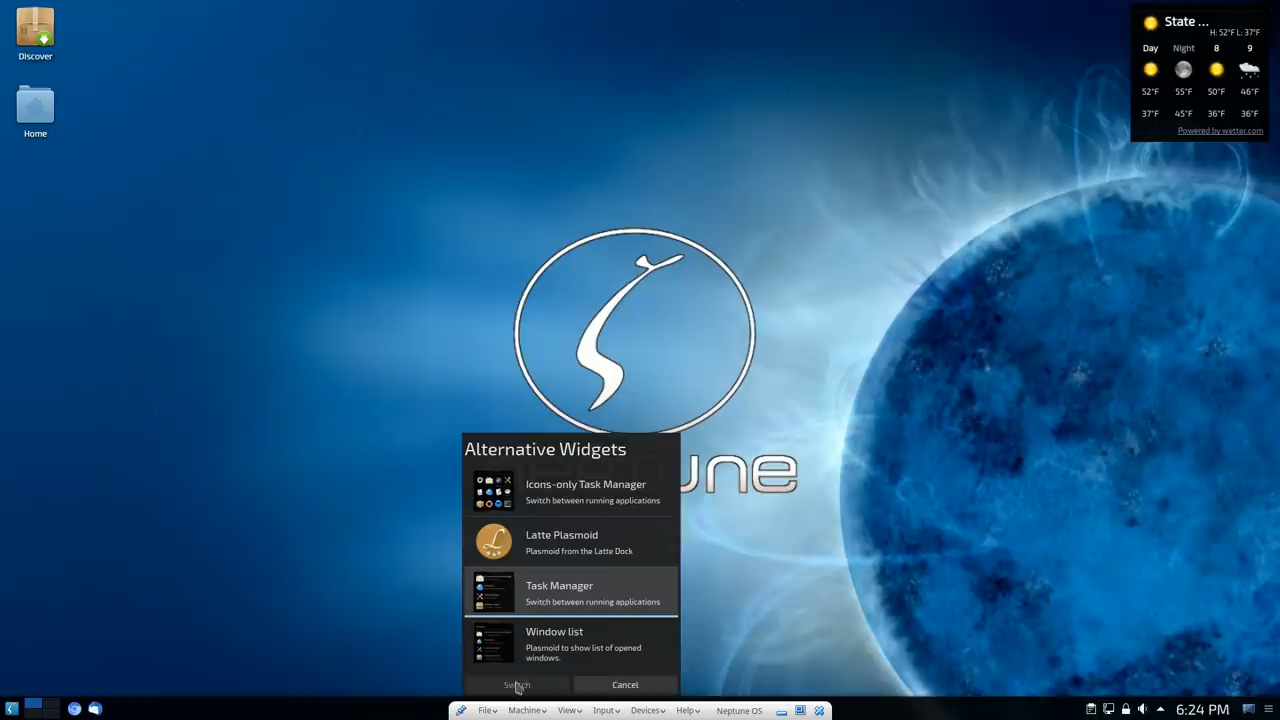 Discover
Home
State ...
H: 52°F L: 37°F
Day Night 8 9
52°F 55°F 50°F 46°F
37°F 45°F 36°F 36°F
Powered by wetter.com
Alternative Widgets
Icons-only Task Manager
Switch between running applications
Latte Plasmoid
Plasmoid from the Latte Dock
Task Manager
Switch between running applications
Window list
Plasmoid to show list of opened
windows.
Switch Cancel
File Machine View Input Devices Help Neptune OS
6:24 PM